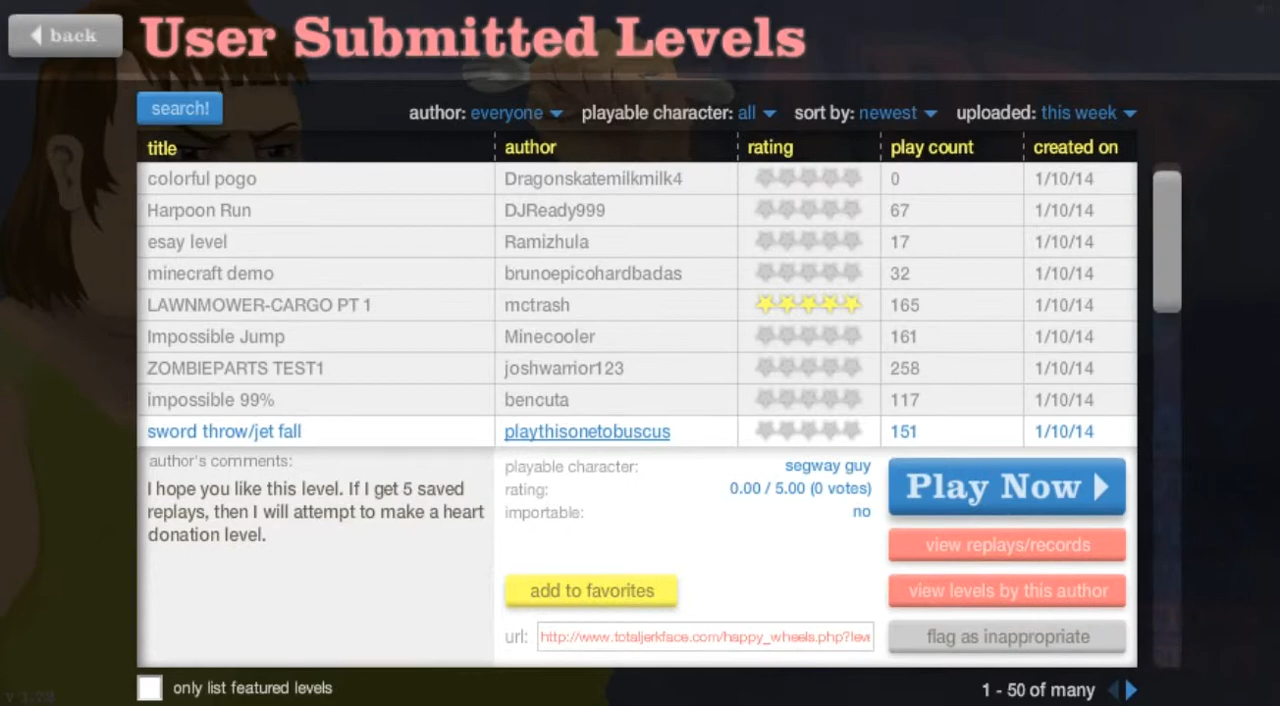 back
User Submitted Levels
search!
author: everyone playable character: all sort by: newest uploaded: this week
title author rating play count created on
colorful pogo Dragonskatemilkmilk4 0 1/10/14
Harpoon Run DJReady999 67 1/10/14
esay level Ramizhula 17 1/10/14
minecraft demo brunoepicohardbadas 32 1/10/14
LAWNMOWER-CARGO PT 1 mctrash 165 1/10/14
Impossible Jump Minecooler 161 1/10/14
ZOMBIEPARTS TEST1 joshwarrior123 258 1/10/14
impossible 99% bencuta 117 1/10/14
sword throw/jet fall playthisonetobuscus 151 1/10/14
author's comments:
I hope you like this level. If I get 5 saved
replays, then I will attempt to make a heart
donation level.
playable character: segway guy
rating: 0.00 / 5.00 (0 votes)
importable: no
add to favorites
url: http://www.totaljerkface.com/happy_wheels.php?leve
Play Now
view replays/records
view levels by this author
flag as inappropriate
only list featured levels
1 - 50 of many